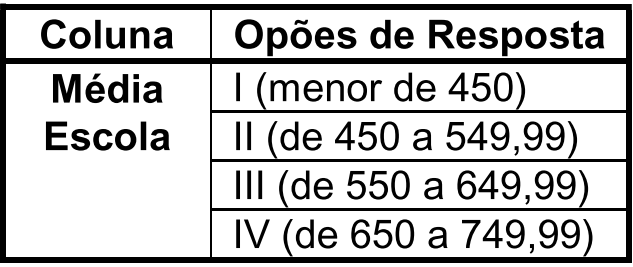 Coluna Opões de Resposta
Média Escola
I (menor de 450)
II (de 450 a 549,99)
III (de 550 a 649,99)
IV (de 650 a 749,99)